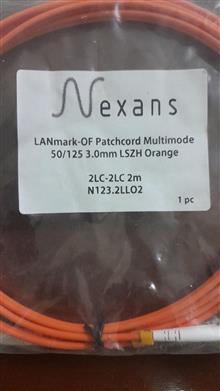 Nexans
LANmark-OF Patchcord Multimode
50/125 3.0mm LSZH Orange
2LC-2LC 2m
N123.2LLO2
1 pc